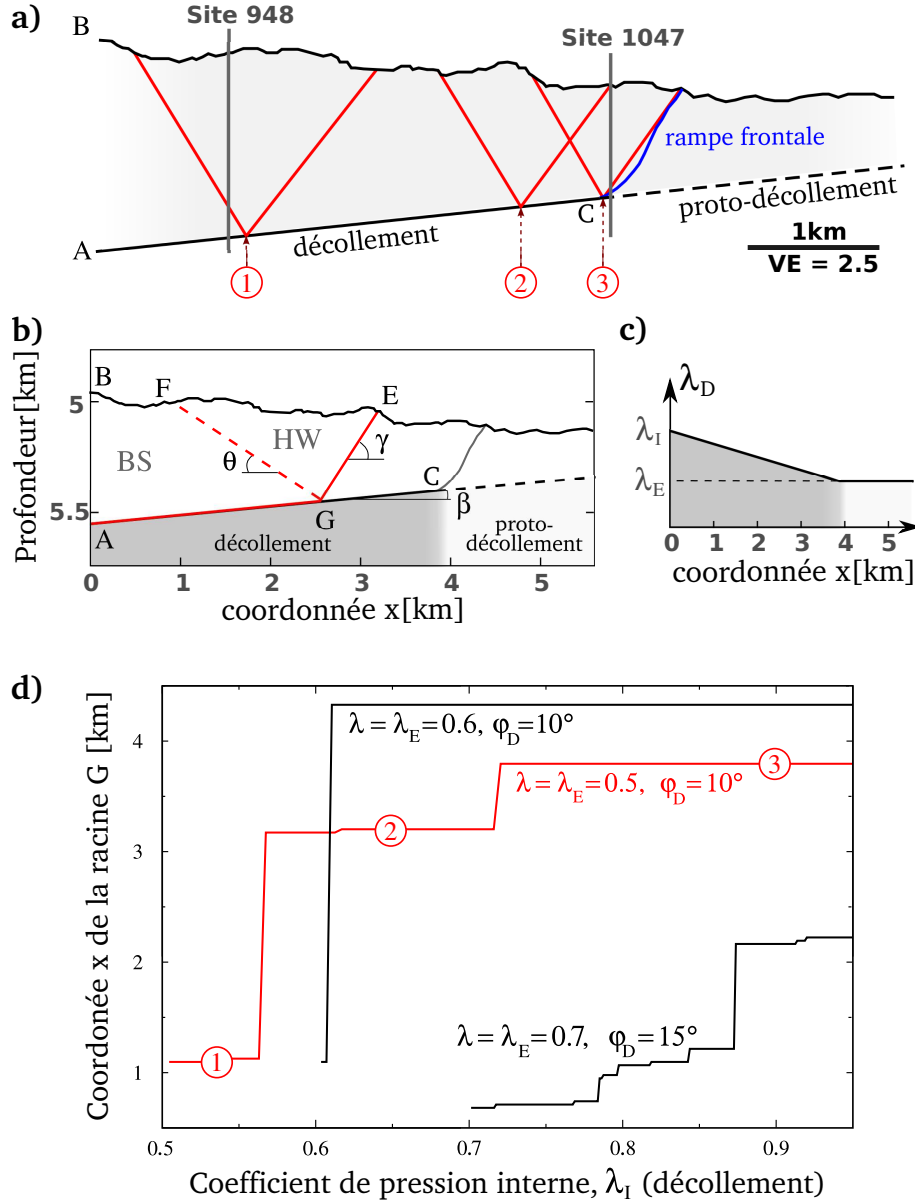 a)
B
Site 948
Site 1047
rampe frontale
A
décollement
C
proto-décollement
1km
VE = 2.5
1
2
3
b)
Profondeur[km]
5
5.5
B
F
E
BS
HW
θ
γ
C
β
A
G
décollement
proto-
décollement
0 1 2 3 4 5
coordonnée x[km]
c)
λD
λI
λE
0 1 2 3 4 5
coordonnée x[km]
d)
Coordonée x de la racine G [km]
4
3
2
1
λ = λE = 0.6, φD = 10°
3
λ = λE = 0.5, φD = 10°
2
λ = λE = 0.7, φD = 15°
1
0.5 0.6 0.7 0.8 0.9
Coefficient de pression interne, λI (décollement)